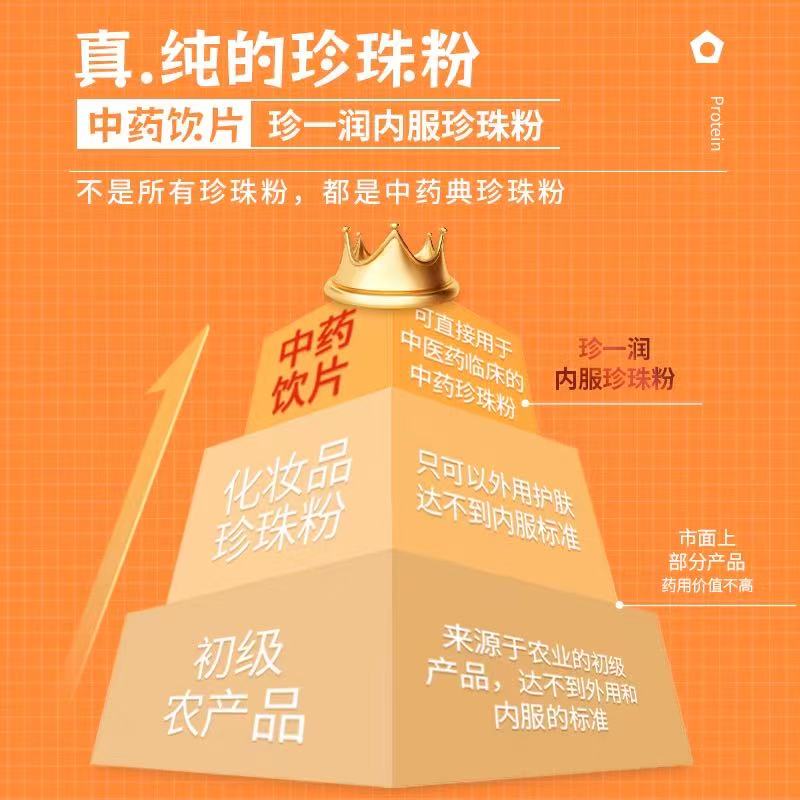 真.纯的珍珠粉
中药饮片 珍一润内服珍珠粉
Protein
不是所有珍珠粉，都是中药典珍珠粉
中药
饮片
可直接用于
中医药临床的
中药珍珠粉
珍一润
内服珍珠粉
化妆品
珍珠粉
只可以外用护肤
达不到内服标准
市面上
部分产品
药用价值不高
初级
农产品
来源于农业的初级
产品，达不到外用和
内服的标准